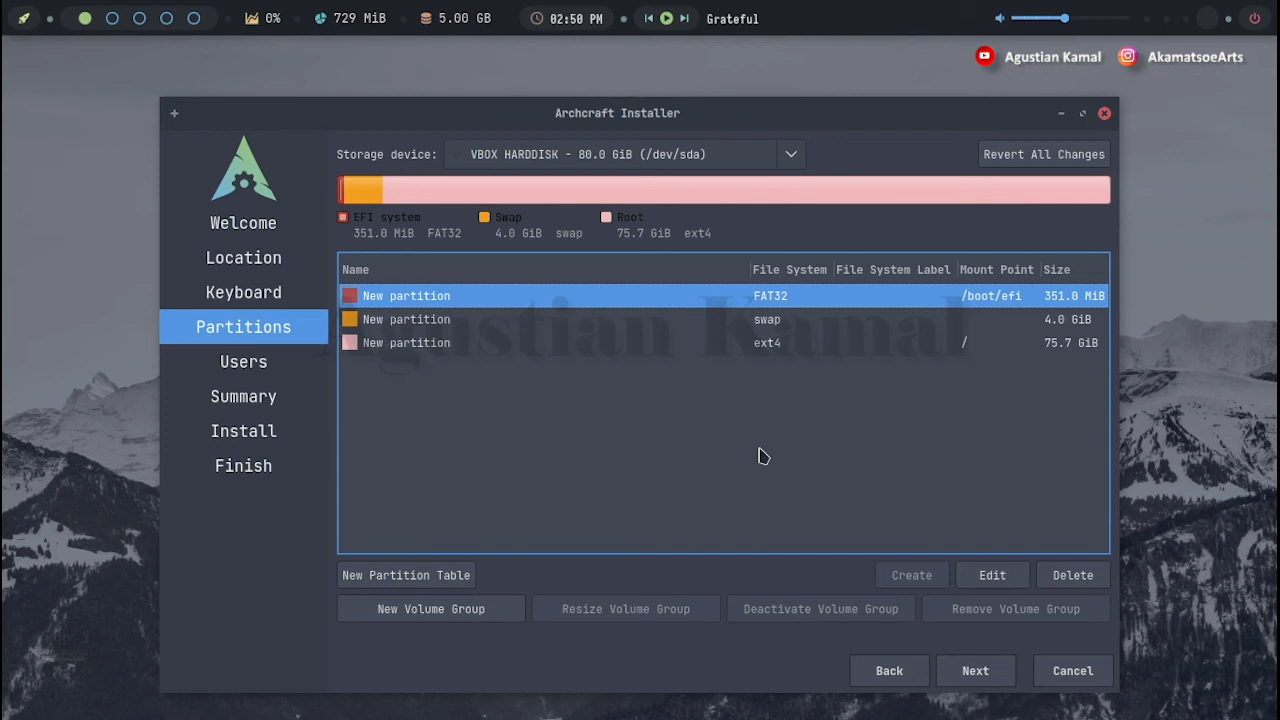 0% 729 MiB 5.00 GB 02:50 PM Grateful
Agustian Kamal AkamatsoeArts
Archcraft Installer
Storage device: VBOX HARDDISK - 80.0 GiB (/dev/sda) Revert All Changes
EFI system Swap Root
351.0 MiB FAT32 4.0 GiB swap 75.7 GiB ext4
Welcome
Location
Keyboard
Partitions
Users
Summary
Install
Finish
Name File System File System Label Mount Point Size
New partition FAT32 /boot/efi 351.0 MiB
New partition swap 4.0 GiB
New partition ext4 / 75.7 GiB
Agustian Kamal
New Partition Table Create Edit Delete
New Volume Group Resize Volume Group Deactivate Volume Group Remove Volume Group
Back Next Cancel